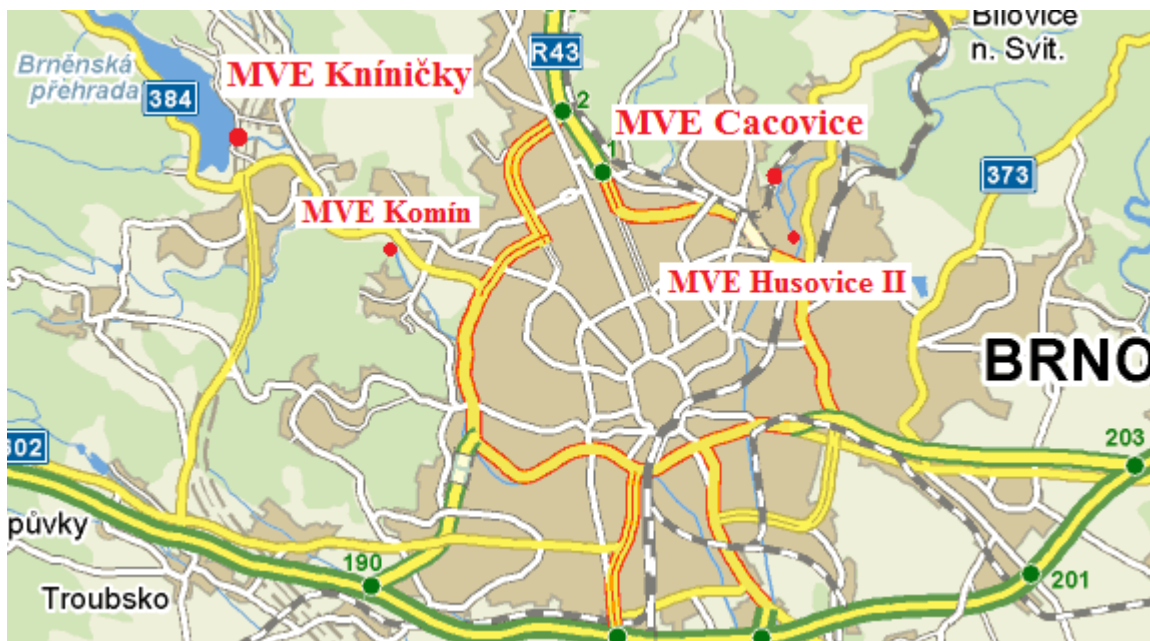 Bílovice
n. Svit.
R43
Brněnská
přehrada
MVE Kníničky
384
2
MVE Cacovice
1
373
MVE Komín
MVE Husovice II
BRNO
602
203
půvky
190
201
Troubsko